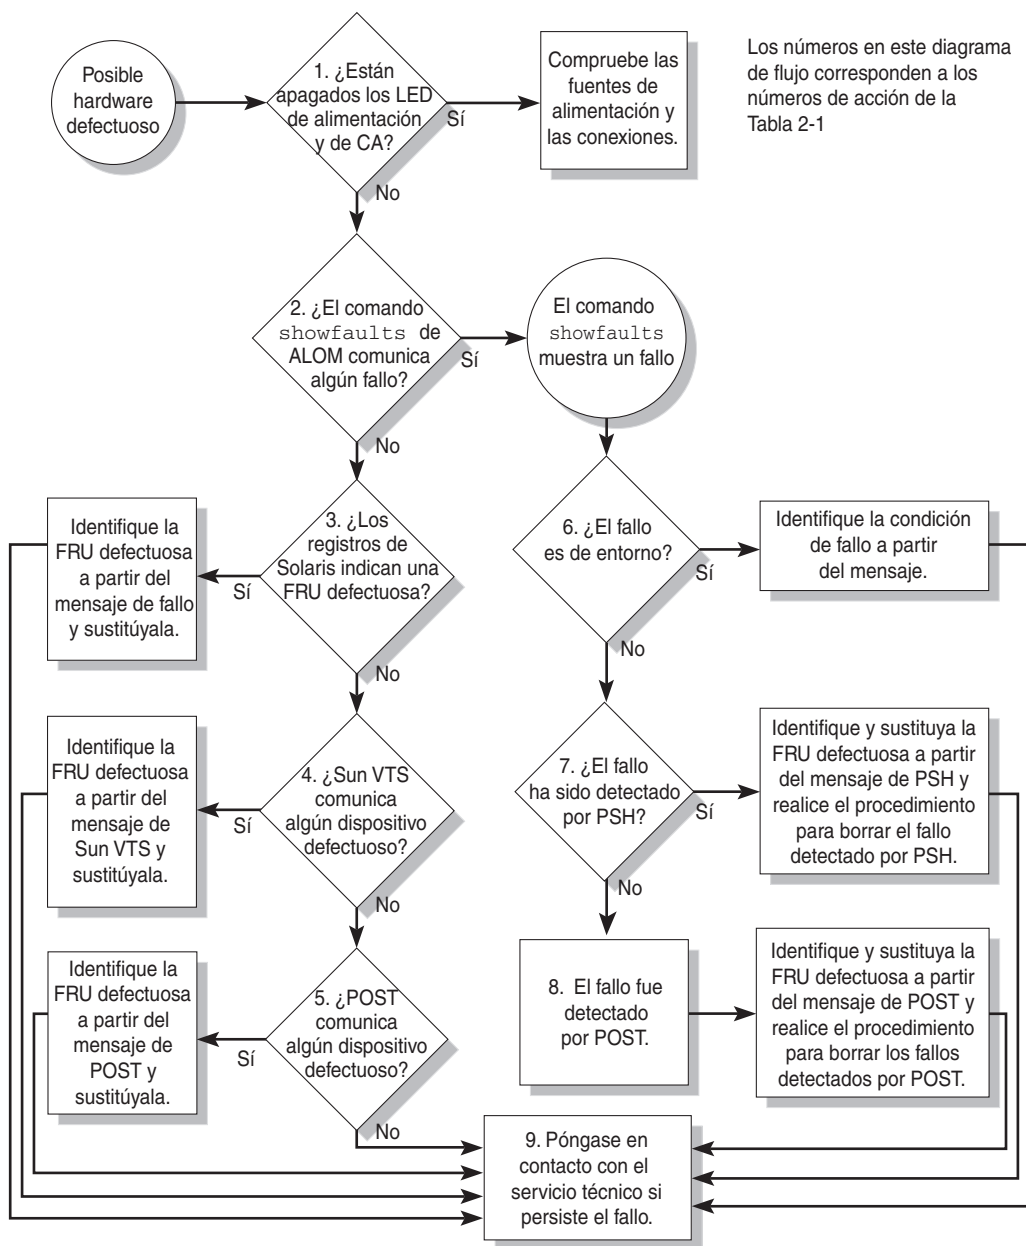 Posible
hardware
defectuoso
1. ¿Están
apagados los LED
de alimentación
y de CA?
Sí
No
Compruebe las
fuentes de
alimentación y
las conexiones.
Los números en este diagrama
de flujo corresponden a los
números de acción de la
Tabla 2-1
2. ¿El comando
showfaults de
ALOM comunica
algún fallo?
Sí
No
El comando
showfaults
muestra un fallo
3. ¿Los
registros de
Solaris indican una
FRU defectuosa?
Sí
No
Identifique la
FRU defectuosa
a partir del
mensaje de fallo
y sustitúyala.
6. ¿El fallo
es de entorno?
Sí
No
Identifique la condición
de fallo a partir
del mensaje.
4. ¿Sun VTS
comunica
algún dispositivo
defectuoso?
Sí
No
Identifique la
FRU defectuosa
a partir del
mensaje de
Sun VTS y
sustitúyala.
7. ¿El fallo
ha sido detectado
por PSH?
Sí
No
Identifique y sustituya la
FRU defectuosa a partir
del mensaje de PSH y
realice el procedimiento
para borrar el fallo
detectado por PSH.
5. ¿POST
comunica
algún dispositivo
defectuoso?
Sí
No
Identifique la
FRU defectuosa
a partir del
mensaje de
POST y
sustitúyala.
8. El fallo fue
detectado
por POST.
Identifique y sustituya la
FRU defectuosa a partir
del mensaje de POST y
realice el procedimiento
para borrar los fallos
detectados por POST.
9. Póngase en
contacto con el
servicio técnico si
persiste el fallo.